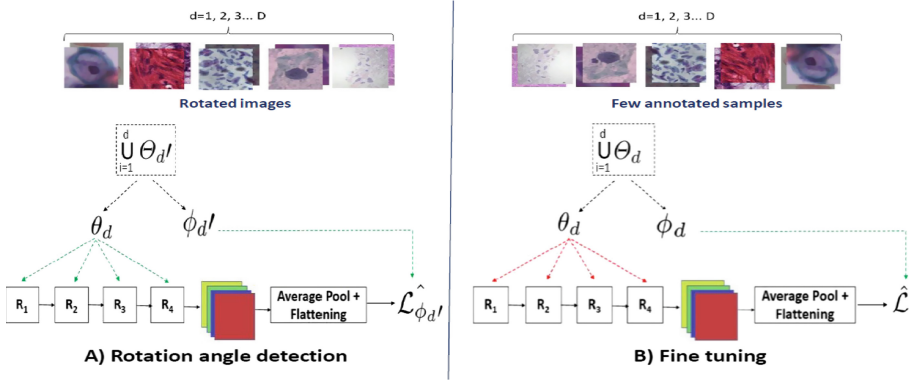 d=1, 2, 3... D
Rotated images
d
⋃ Θd′
i=1
θd
ϕd′
R1
R2
R3
R4
Average Pool +
Flattening
ℒ̂ϕd′
A) Rotation angle detection
d=1, 2, 3... D
Few annotated samples
d
⋃ Θd
i=1
θd
ϕd
R1
R2
R3
R4
Average Pool +
Flattening
ℒ̂
B) Fine tuning